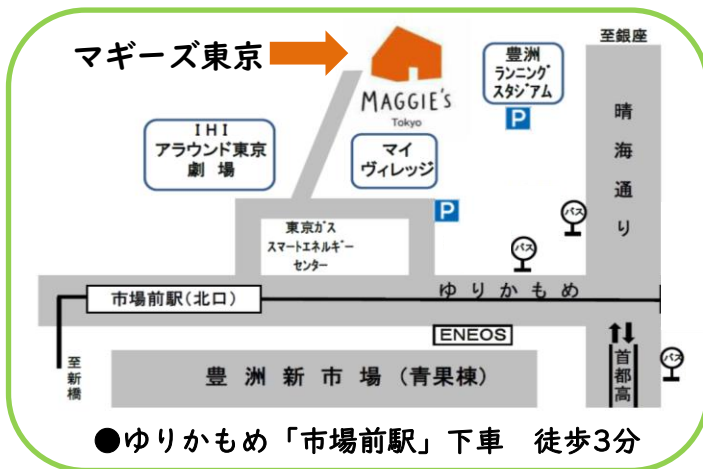 マギーズ東京
MAGGIE'S
Tokyo
豊洲
ランニング
スタジアム
P
至銀座
晴海通り
IHI
アラウンド東京
劇場
マイ
ヴィレッジ
P
東京ガス
スマートエネルギー
センター
バス
バス
市場前駅(北口)
ゆりかもめ
ENEOS
至新橋
豊洲新市場(青果棟)
首都高
バス
●ゆりかもめ「市場前駅」下車 徒歩3分